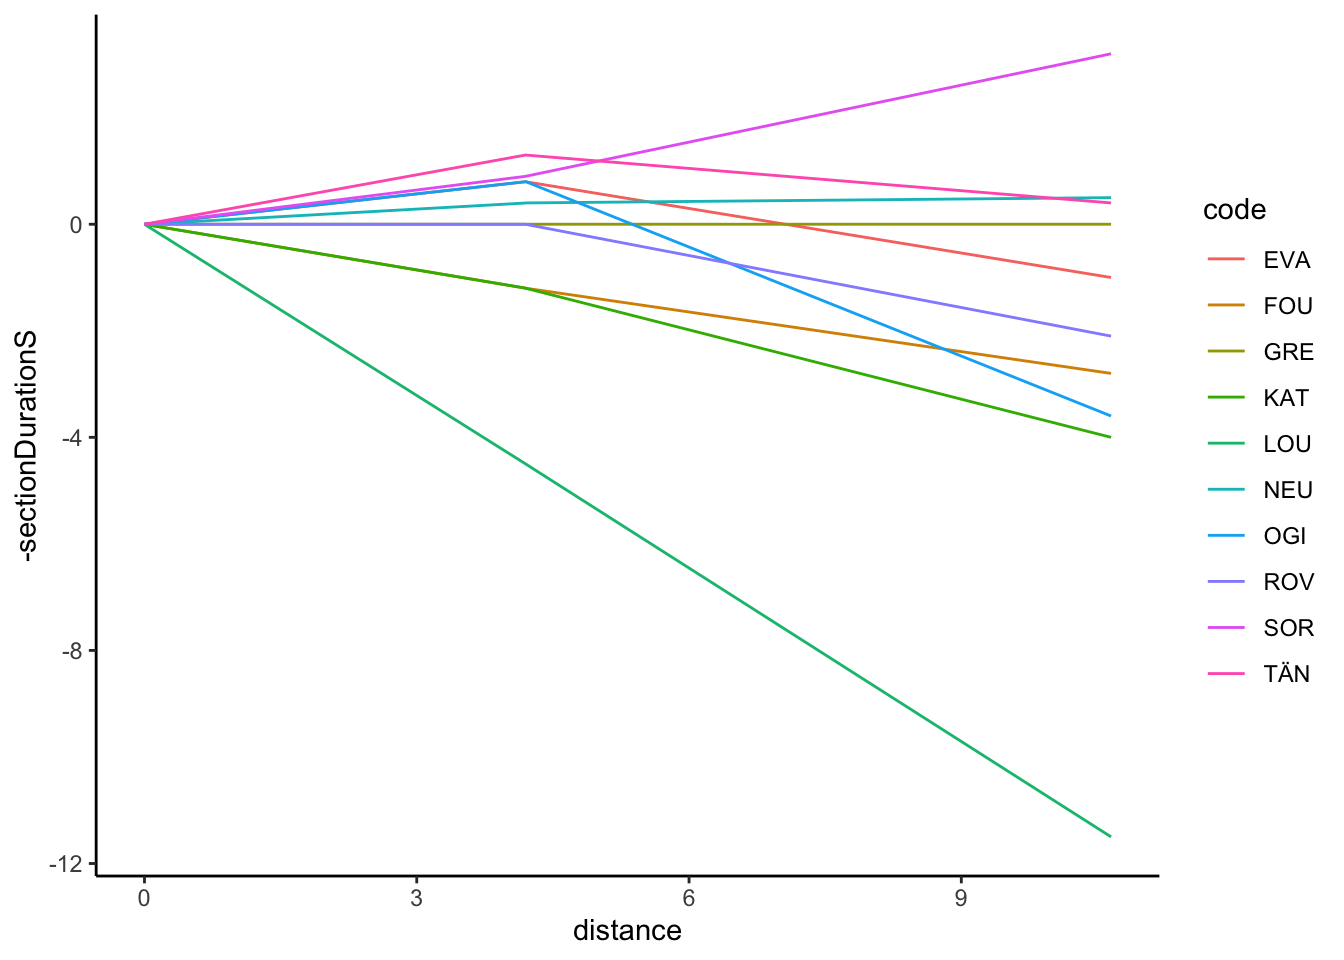 0
-4
-8
-12
-sectionDurationS
0 3 6 9
distance
code
EVA
FOU
GRE
KAT
LOU
NEU
OGI
ROV
SOR
TÄN